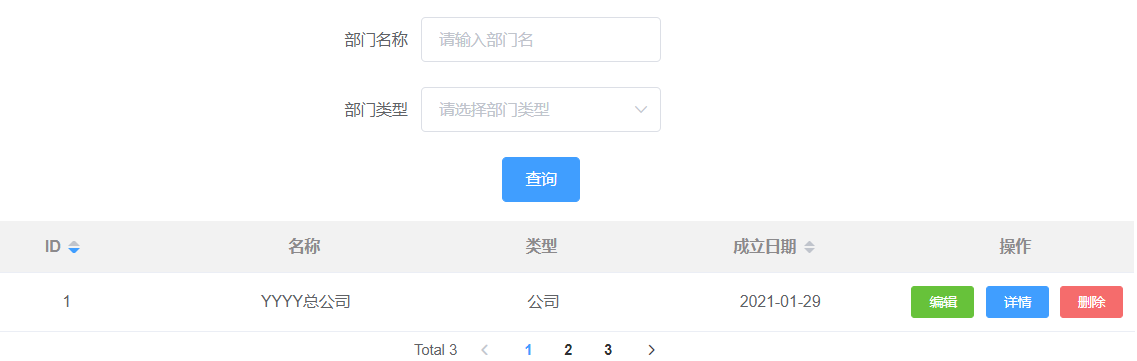 部门名称 请输入部门名
部门类型 请选择部门类型
查询
ID 名称 类型 成立日期 操作
1 YYYY总公司 公司 2021-01-29 编辑 详情 删除
Total 3 1 2 3